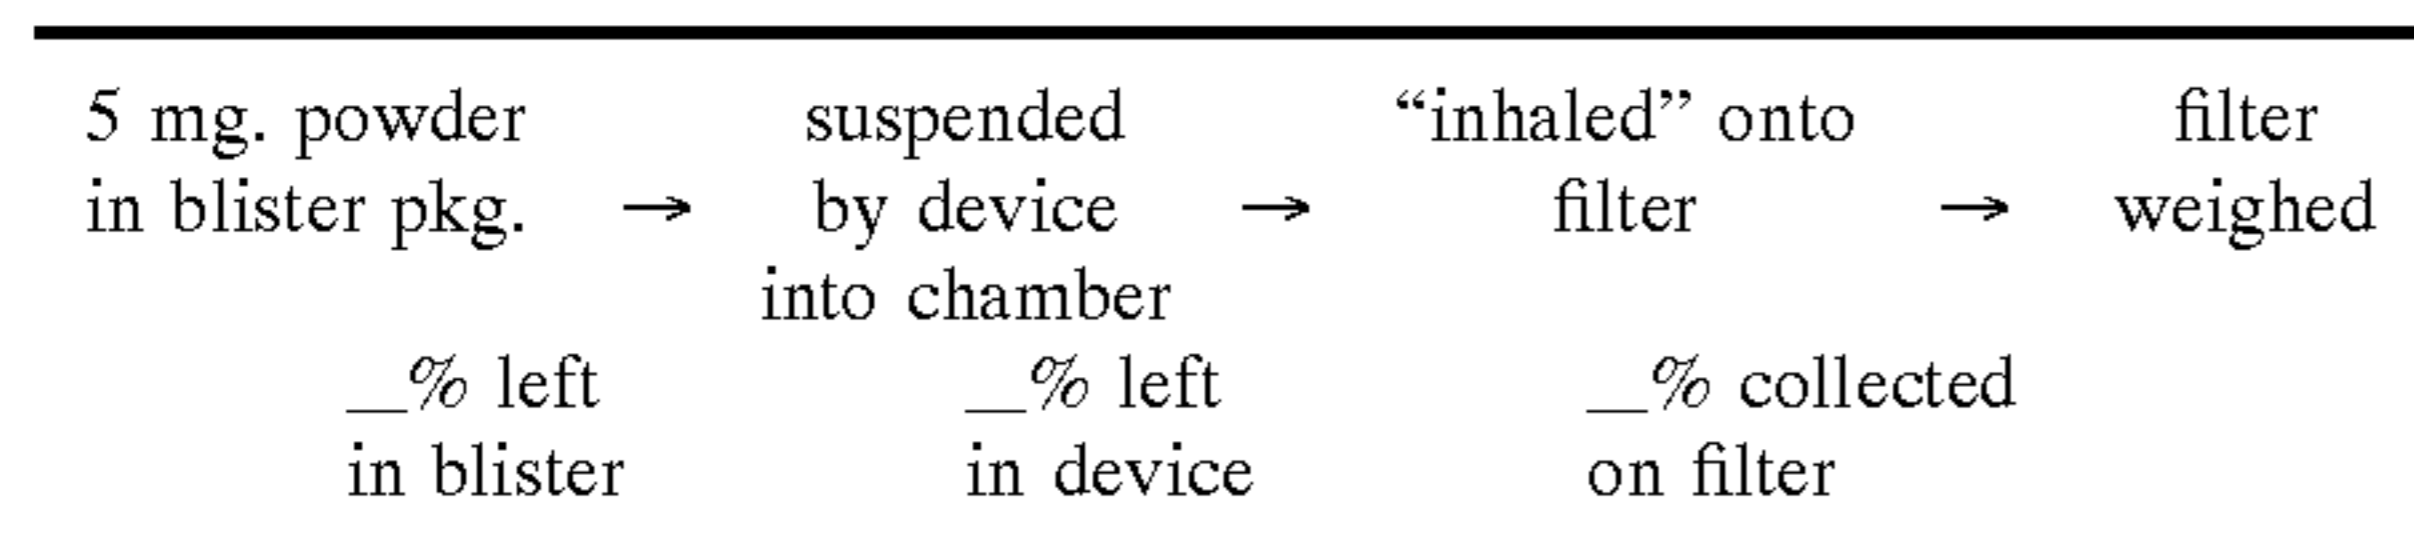 5 mg. powder suspended “inhaled” onto filter
in blister pkg. → by device → filter → weighed
into chamber
__% left __% left __% collected
in blister in device on filter